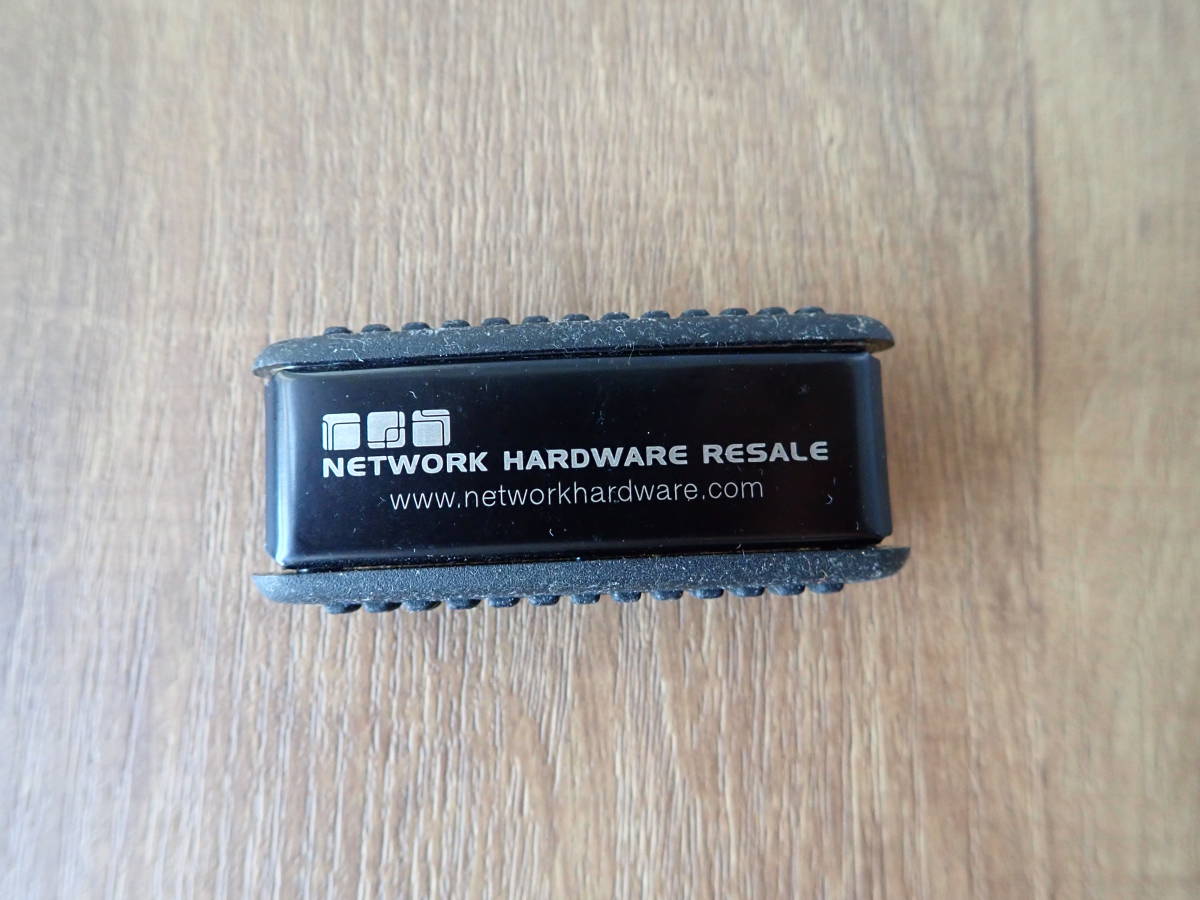 NETWORK HARDWARE RESALE
www.networkhardware.com